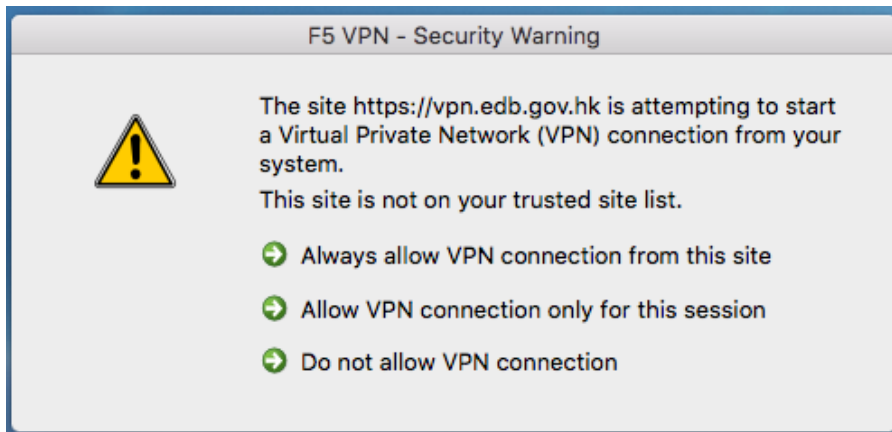 F5 VPN - Security Warning
The site https://vpn.edb.gov.hk is attempting to start
a Virtual Private Network (VPN) connection from your
system.
This site is not on your trusted site list.
Always allow VPN connection from this site
Allow VPN connection only for this session
Do not allow VPN connection